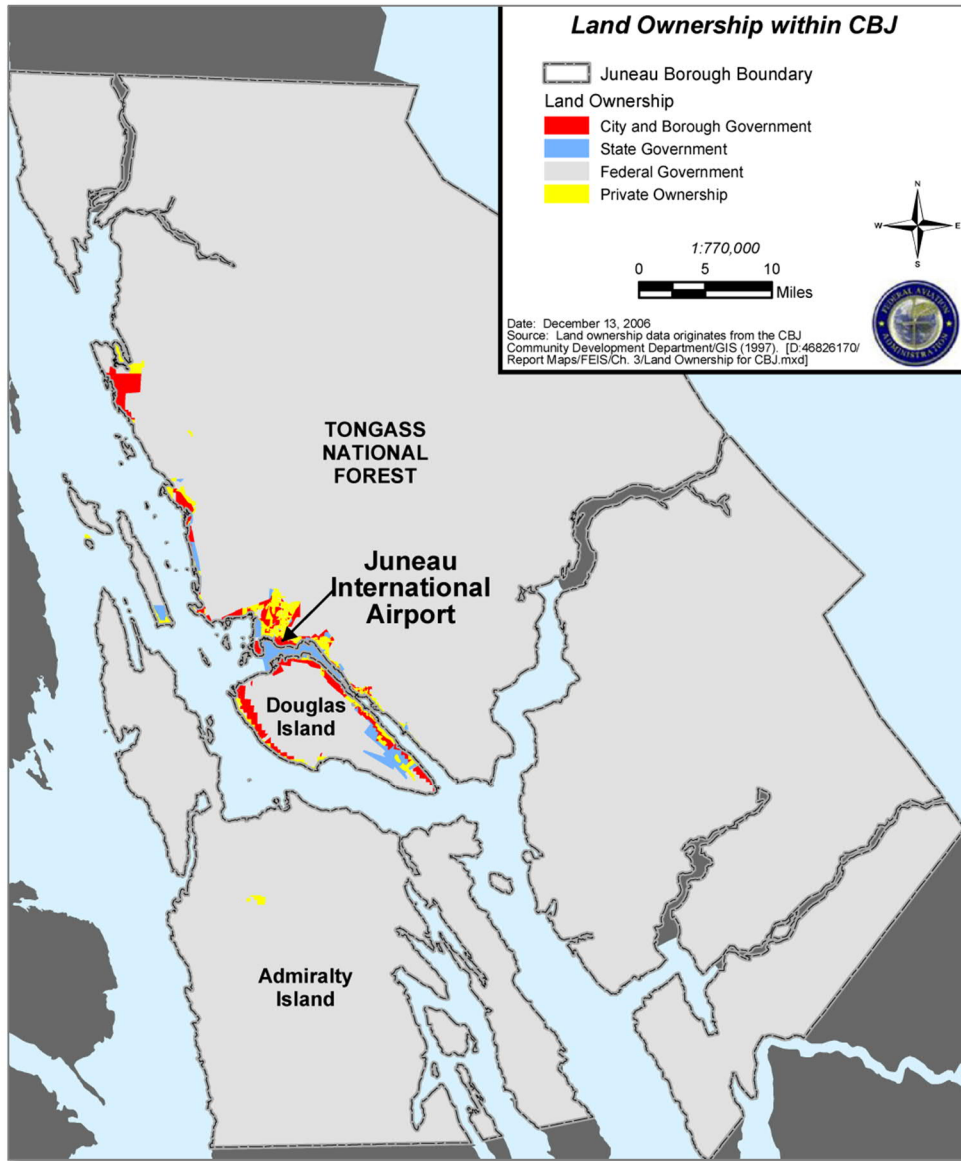 Land Ownership within CBJ
Juneau Borough Boundary
Land Ownership
City and Borough Government
State Government
Federal Government
Private Ownership
N
W
E
S
1:770,000
0 5 10
Miles
Date: December 13, 2006
Source: Land ownership data originates from the CBJ
Community Development Department/GIS (1997). [D:46826170/
Report Maps/FEIS/Ch. 3/Land Ownership for CBJ.mxd]
FEDERAL AVIATION
ADMINISTRATION
TONGASS
NATIONAL
FOREST
Juneau
International
Airport
Douglas
Island
Admiralty
Island